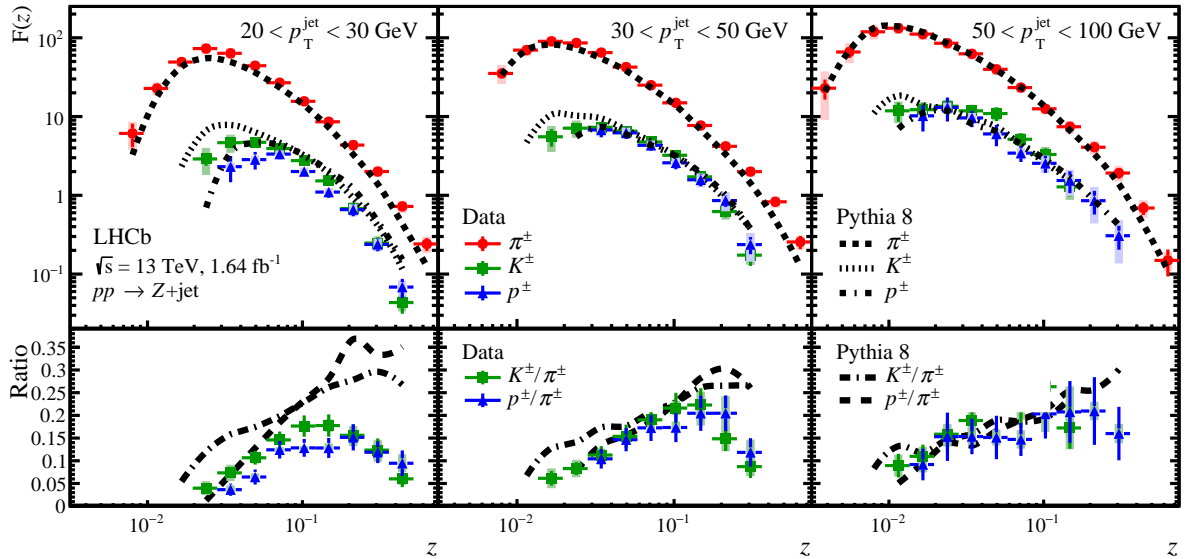 F(z)
20 < p_T^jet < 30 GeV
30 < p_T^jet < 50 GeV
50 < p_T^jet < 100 GeV
10²
10
1
10⁻¹
LHCb
√s = 13 TeV, 1.64 fb⁻¹
pp → Z+jet
Data
π±
K±
p±
Pythia 8
π±
K±
p±
Ratio
0.35
0.3
0.25
0.2
0.15
0.1
0.05
0
Data
K±/π±
p±/π±
Pythia 8
K±/π±
p±/π±
10⁻² 10⁻¹
10⁻² 10⁻¹
10⁻² 10⁻¹
z z z